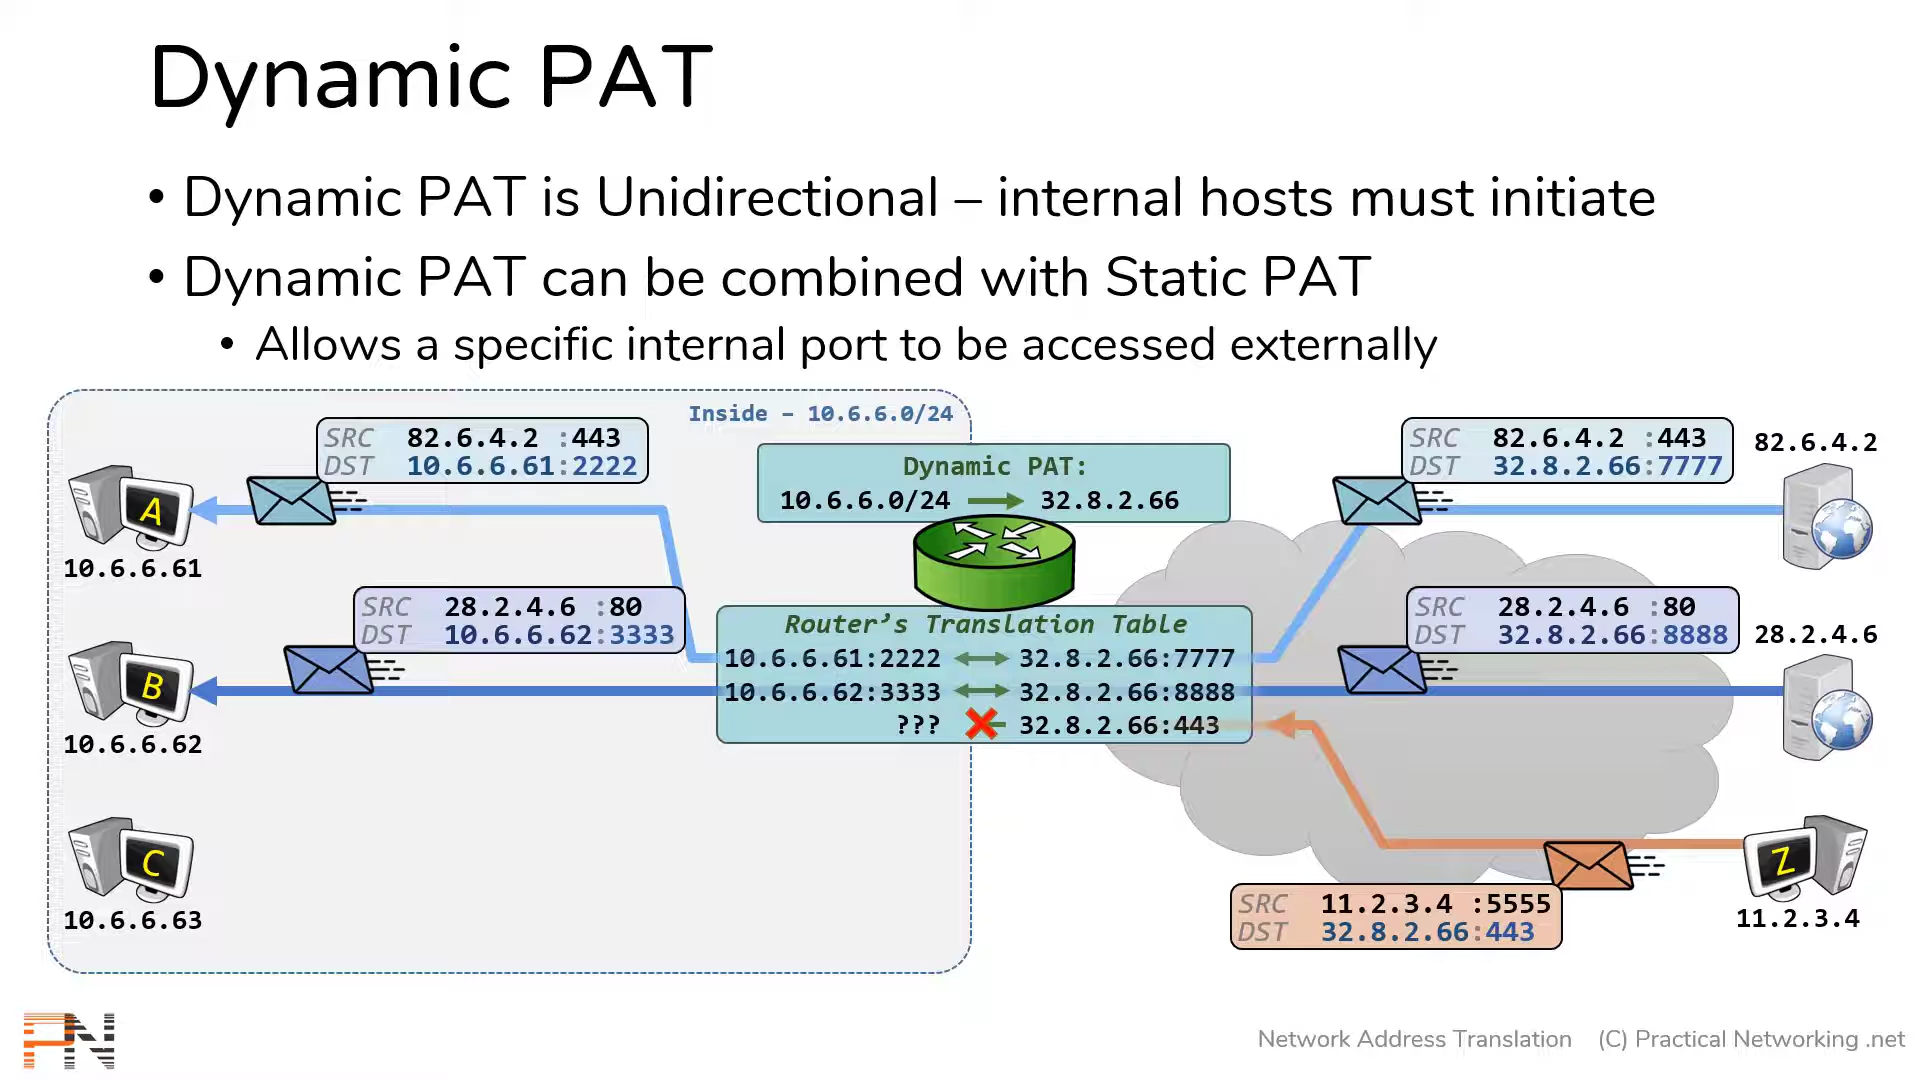 Dynamic PAT
• Dynamic PAT is Unidirectional – internal hosts must initiate
• Dynamic PAT can be combined with Static PAT
• Allows a specific internal port to be accessed externally
Inside – 10.6.6.0/24
SRC 82.6.4.2 :443
DST 10.6.6.61:2222
A
10.6.6.61
SRC 28.2.4.6 :80
DST 10.6.6.62:3333
B
10.6.6.62
C
10.6.6.63
Dynamic PAT:
10.6.6.0/24 → 32.8.2.66
Router’s Translation Table
10.6.6.61:2222 ↔ 32.8.2.66:7777
10.6.6.62:3333 ↔ 32.8.2.66:8888
??? 32.8.2.66:443
SRC 82.6.4.2 :443
DST 32.8.2.66:7777
82.6.4.2
SRC 28.2.4.6 :80
DST 32.8.2.66:8888
28.2.4.6
Z
11.2.3.4
SRC 11.2.3.4 :5555
DST 32.8.2.66:443
PN
Network Address Translation (C) Practical Networking .net